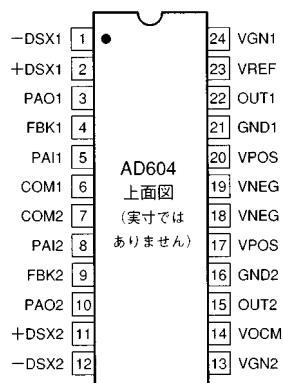 −DSX1 1 24 VGN1
+DSX1 2 23 VREF
PAO1 3 22 OUT1
FBK1 4 21 GND1
PAI1 5 20 VPOS
COM1 6 19 VNEG
COM2 7 18 VNEG
PAI2 8 17 VPOS
FBK2 9 16 GND2
PAO2 10 15 OUT2
+DSX2 11 14 VOCM
−DSX2 12 13 VGN2
AD604
上面図
(実寸では
ありません)